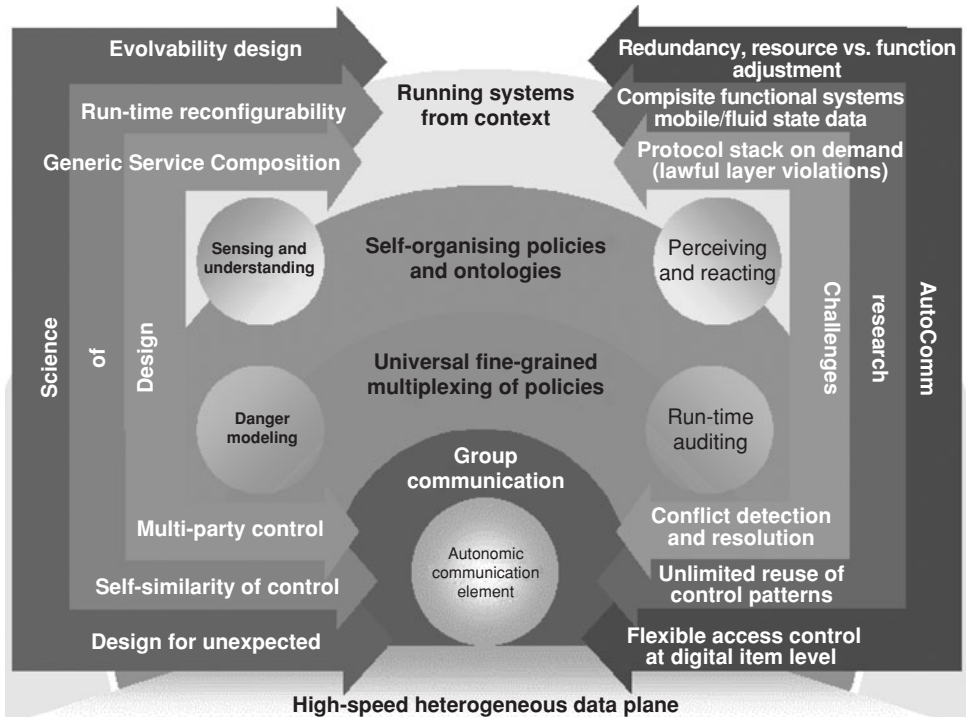 Evolvability design
Redundancy, resource vs. function
adjustment
Running systems
from context
Run-time reconfigurability
Compisite functional systems
mobile/fluid state data
Generic Service Composition
Protocol stack on demand
(lawful layer violations)
Sensing and
understanding
Self-organising policies
and ontologies
Perceiving
and reacting
Science
of
Design
Challenges
research
AutoComm
Universal fine-grained
multiplexing of policies
Danger
modeling
Run-time
auditing
Group
communication
Multi-party control
Conflict detection
and resolution
Autonomic
communication
element
Self-similarity of control
Unlimited reuse of
control patterns
Design for unexpected
Flexible access control
at digital item level
High-speed heterogeneous data plane